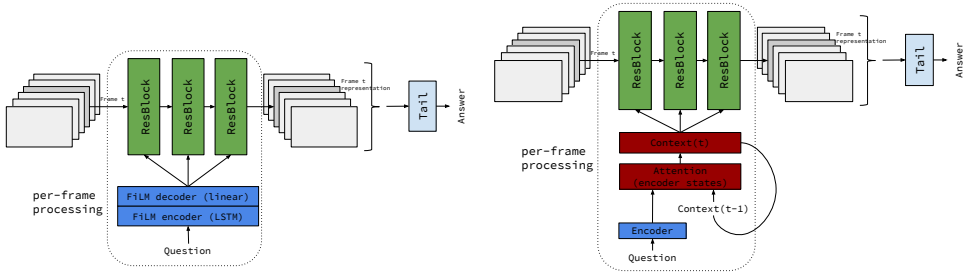 Frame t
ResBlock
ResBlock
ResBlock
Frame t
representation
Tail
Answer
per-frame
processing
FiLM decoder (linear)
FiLM encoder (LSTM)
Question
Frame t
ResBlock
ResBlock
ResBlock
Frame t
representation
Tail
Answer
per-frame
processing
Context(t)
Attention
(encoder states)
Context(t-1)
Encoder
Question